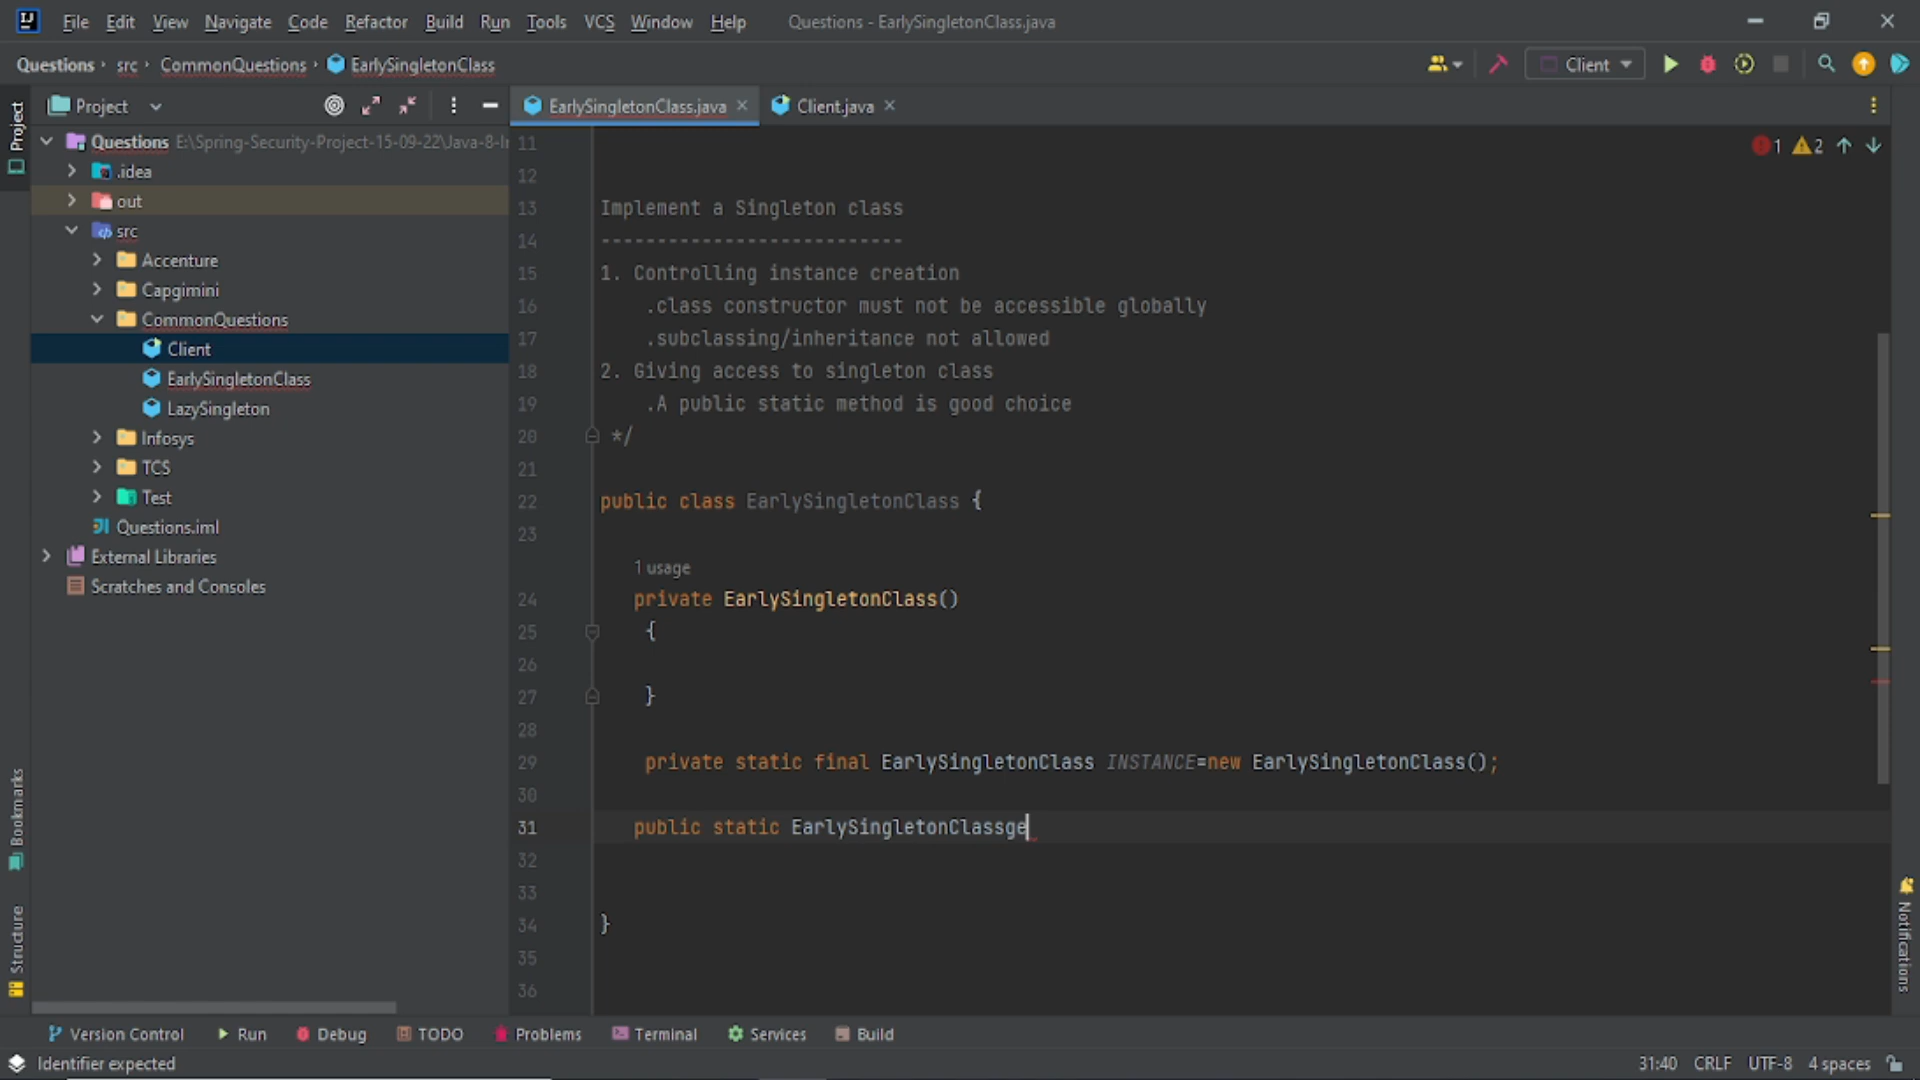 File Edit View Navigate Code Refactor Build Run Tools VCS Window Help Questions - EarlySingletonClass.java
Questions src CommonQuestions EarlySingletonClass Client
Project EarlySingletonClass.java Client.java
Project
Questions E:\Spring-Security-Project-15-09-22\Java-8-I
.idea
out
src
Accenture
Capgimini
CommonQuestions
Client
EarlySingletonClass
LazySingleton
Infosys
TCS
Test
Questions.iml
External Libraries
Scratches and Consoles
Bookmarks
Structure
1 2
11
12
13 Implement a Singleton class
14 ---------------------------
15 1. Controlling instance creation
16 .class constructor must not be accessible globally
17 .subclassing/inheritance not allowed
18 2. Giving access to singleton class
19 .A public static method is good choice
20 */
21
22 public class EarlySingletonClass {
23
1 usage
24 private EarlySingletonClass()
25 {
26
27 }
28
29 private static final EarlySingletonClass INSTANCE=new EarlySingletonClass();
30
31 public static EarlySingletonClassge
32
33
34 }
35
36
Notifications
Version Control Run Debug TODO Problems Terminal Services Build
Identifier expected 31:40 CRLF UTF-8 4 spaces